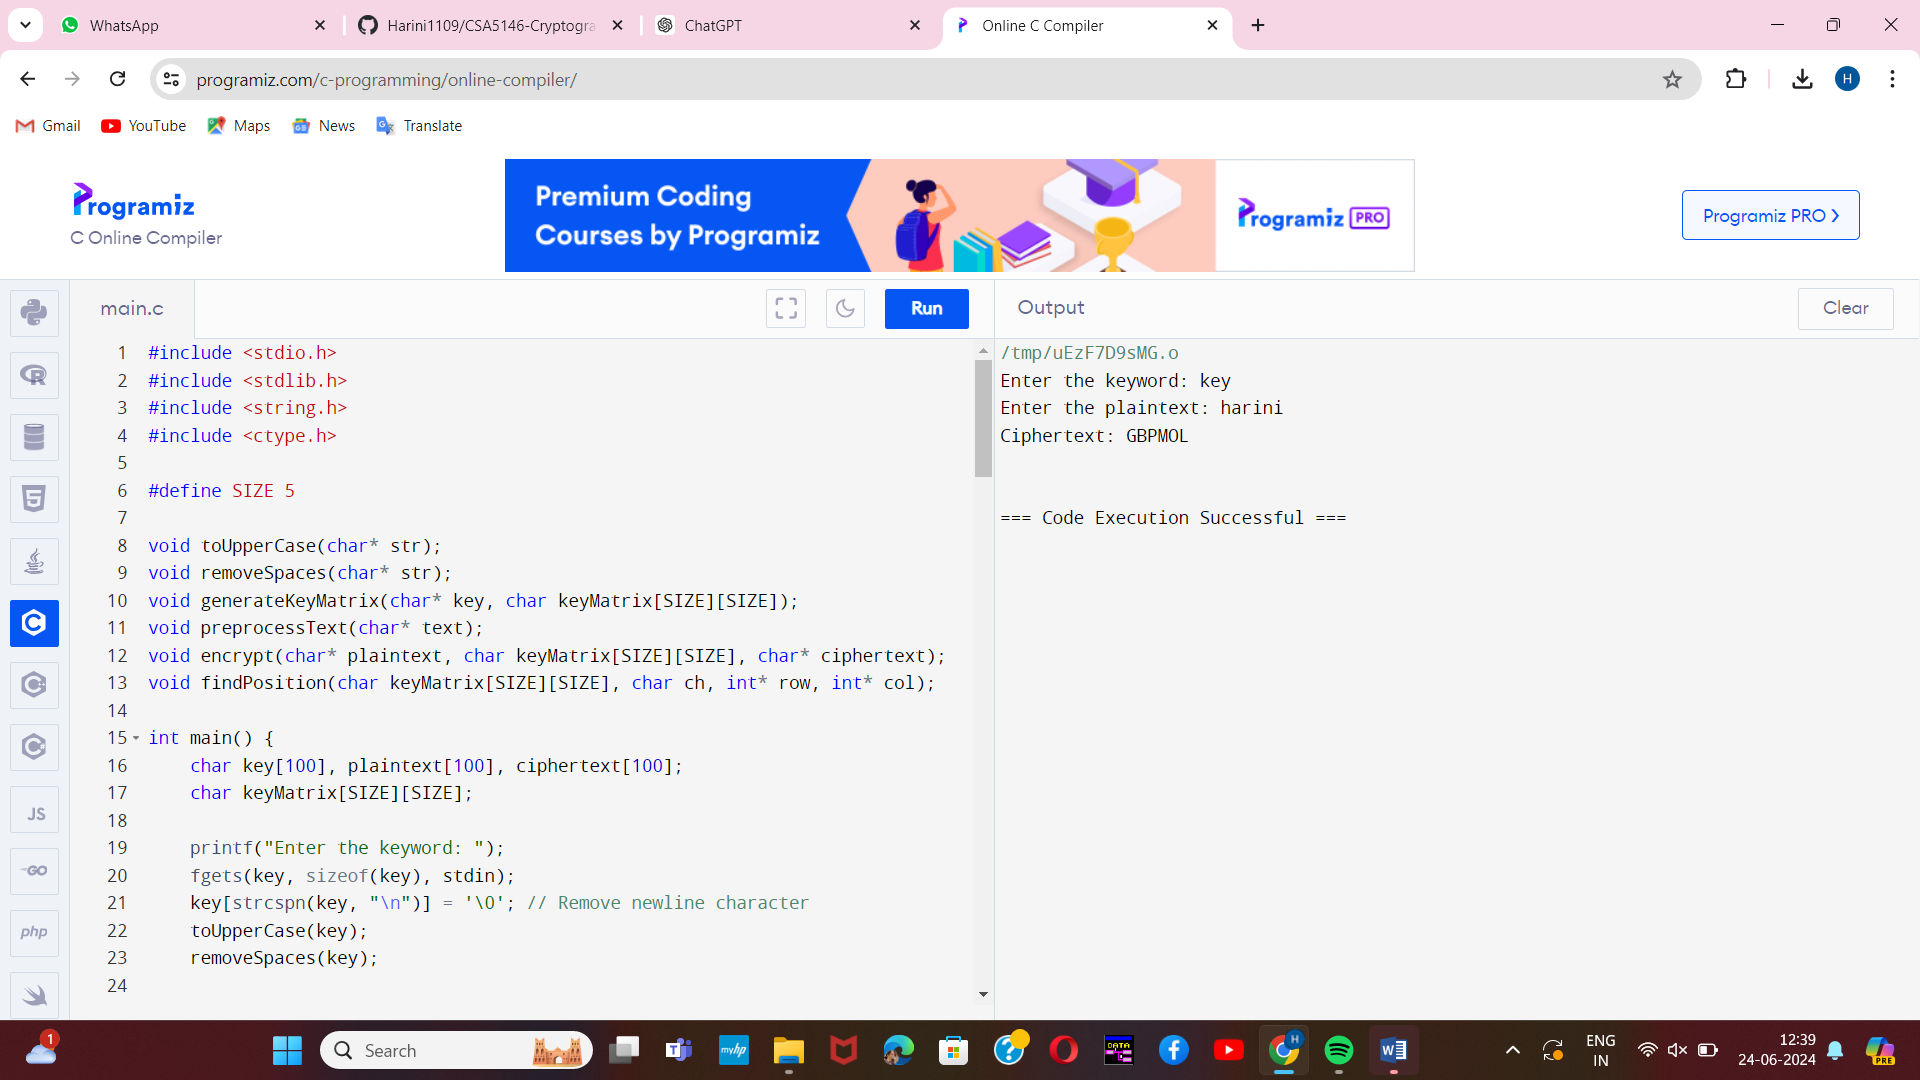 WhatsApp
Harini1109/CSA5146-Cryptogra
ChatGPT
Online C Compiler
programiz.com/c-programming/online-compiler/
H
Gmail
YouTube
Maps
News
Translate
Programiz
C Online Compiler
Premium Coding
Courses by Programiz
Programiz PRO
Programiz PRO ❯
main.c
Run
Output
Clear
1 #include <stdio.h>
2 #include <stdlib.h>
3 #include <string.h>
4 #include <ctype.h>
5
6 #define SIZE 5
7
8 void toUpperCase(char* str);
9 void removeSpaces(char* str);
10 void generateKeyMatrix(char* key, char keyMatrix[SIZE][SIZE]);
11 void preprocessText(char* text);
12 void encrypt(char* plaintext, char keyMatrix[SIZE][SIZE], char* ciphertext);
13 void findPosition(char keyMatrix[SIZE][SIZE], char ch, int* row, int* col);
14
15 int main() {
16     char key[100], plaintext[100], ciphertext[100];
17     char keyMatrix[SIZE][SIZE];
18
19     printf("Enter the keyword: ");
20     fgets(key, sizeof(key), stdin);
21     key[strcspn(key, "\n")] = '\0'; // Remove newline character
22     toUpperCase(key);
23     removeSpaces(key);
24
/tmp/uEzF7D9sMG.o
Enter the keyword: key
Enter the plaintext: harini
Ciphertext: GBPMOL
=== Code Execution Successful ===
R
5
C
C
C
JS
GO
php
1
Search
myhp
DATA
H
W
ENG
IN
12:39
24-06-2024
PRE